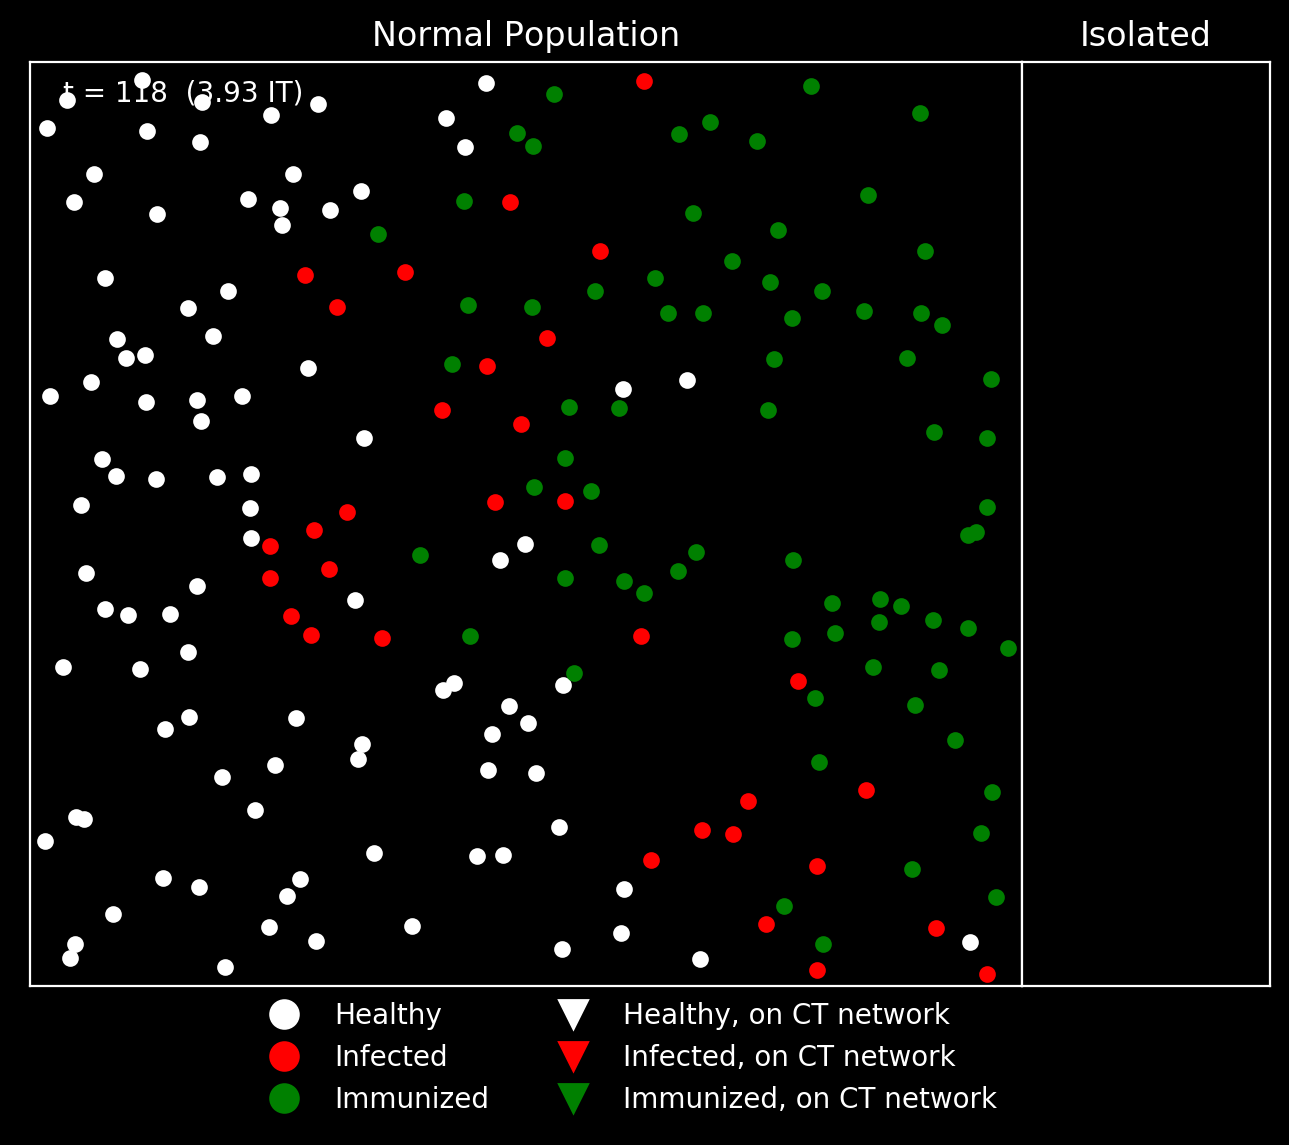 Normal Population
Isolated
t = 118  (3.93 IT)
Healthy
Infected
Immunized
Healthy, on CT network
Infected, on CT network
Immunized, on CT network